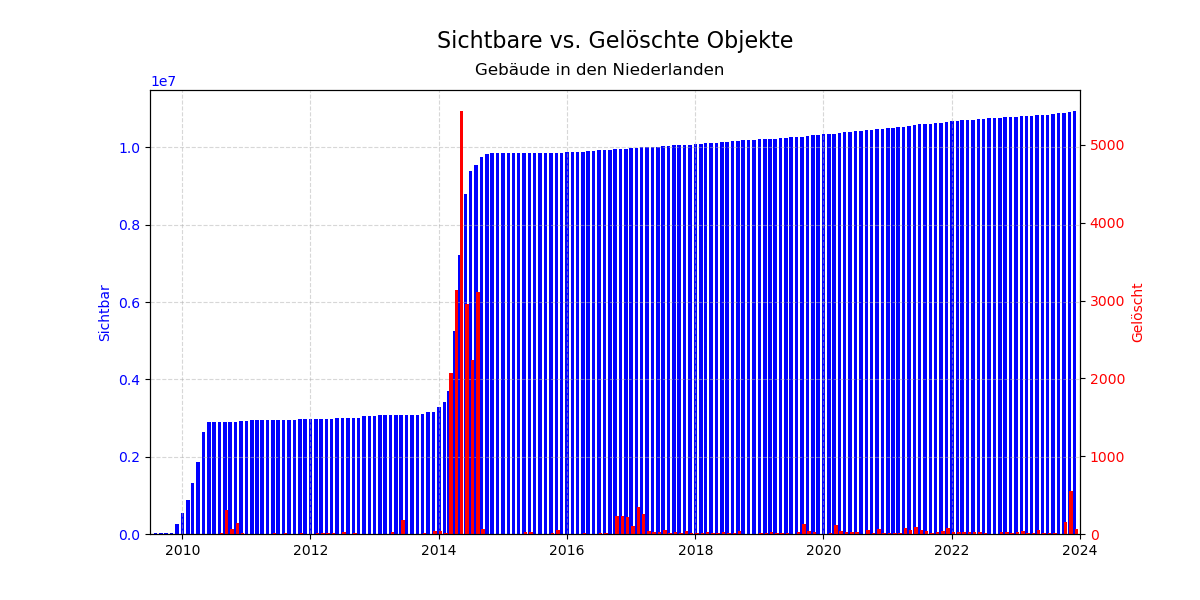 Sichtbare vs. Gelöschte Objekte
Gebäude in den Niederlanden
1e7
1.0
0.8
0.6
0.4
0.2
0.0
Sichtbar
5000
4000
3000
2000
1000
0
Gelöscht
2010 2012 2014 2016 2018 2020 2022 2024